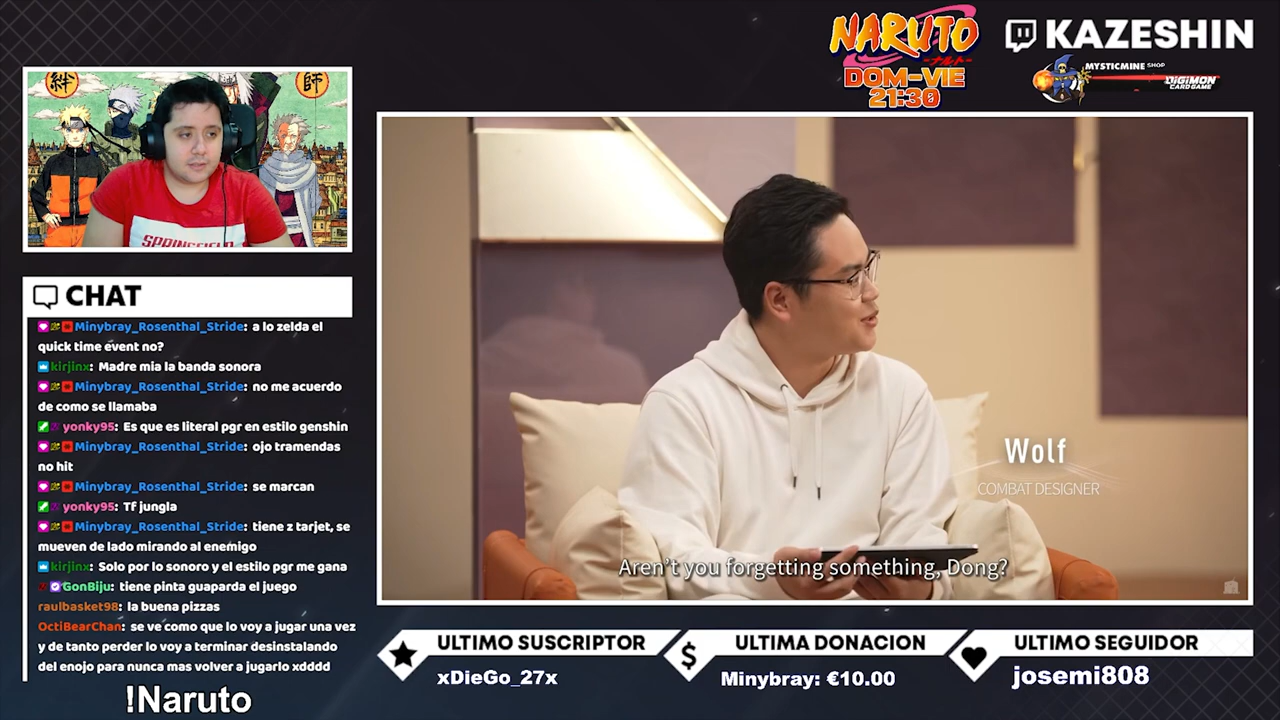 NARUTO
-ナルト-
DOM-VIE
21:30
KAZESHIN
MYSTICMINE SHOP
DIGIMON
CARD GAME
絆
師
SPRINGFIELD
CHAT
Minybray_Rosenthal_Stride: a lo zelda el
quick time event no?
kirjinx: Madre mia la banda sonora
Minybray_Rosenthal_Stride: no me acuerdo
de como se llamaba
yonky95: Es que es literal pgr en estilo genshin
Minybray_Rosenthal_Stride: ojo tramendas
no hit
Minybray_Rosenthal_Stride: se marcan
yonky95: Tf jungla
Minybray_Rosenthal_Stride: tiene z tarjet, se
mueven de lado mirando al enemigo
kirjinx: Solo por lo sonoro y el estilo pgr me gana
GonBiju: tiene pinta guaparda el juego
raulbasket98: la buena pizzas
OctiBearChan: se ve como que lo voy a jugar una vez
y de tanto perder lo voy a terminar desinstalando
del enojo para nunca mas volver a jugarlo xdddd
!Naruto
Wolf
COMBAT DESIGNER
Aren't you forgetting something, Dong?
ULTIMO SUSCRIPTOR
xDieGo_27x
ULTIMA DONACION
Minybray: €10.00
ULTIMO SEGUIDOR
josemi808